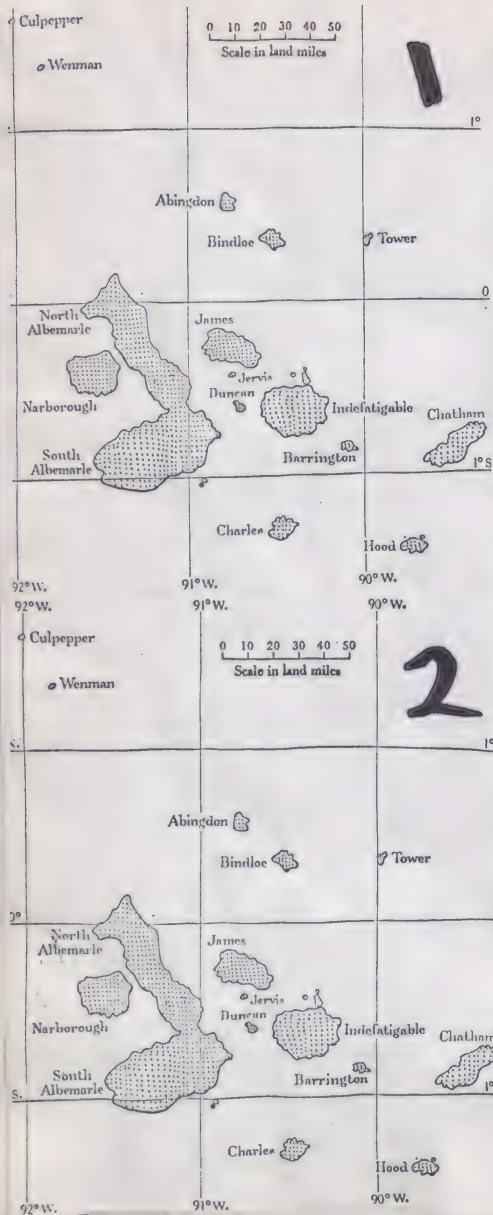 Culpepper
0 10 20 30 40 50
Scale in land miles
1
Wenman
1°
Abingdon
Bindloe
Tower
0
North
Albemarle
James
Jervis
Duncan
Narborough
Indefatigable
Chatham
South
Albemarle
Barrington
1° S
Charles
Hood
92° W.
91° W.
90° W.
92° W.
91° W.
90° W.
Culpepper
0 10 20 30 40 50
Scale in land miles
Wenman
2
1°
Abingdon
Bindloe
Tower
0°
North
Albemarle
James
Jervis
Duncan
Narborough
Indefatigable
Chatham
South
Albemarle
Barrington
S.
1°
Charles
Hood
92° W.
91° W.
90° W.